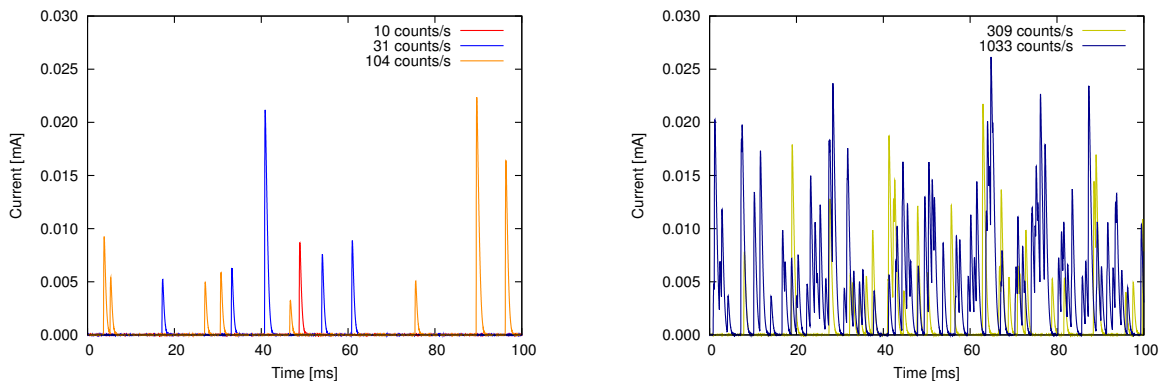 0.030
0.025
0.020
0.015
0.010
0.005
0.000
Current [mA]
0 20 40 60 80 100
Time [ms]
10 counts/s
31 counts/s
104 counts/s
0.030
0.025
0.020
0.015
0.010
0.005
0.000
Current [mA]
0 20 40 60 80 100
Time [ms]
309 counts/s
1033 counts/s